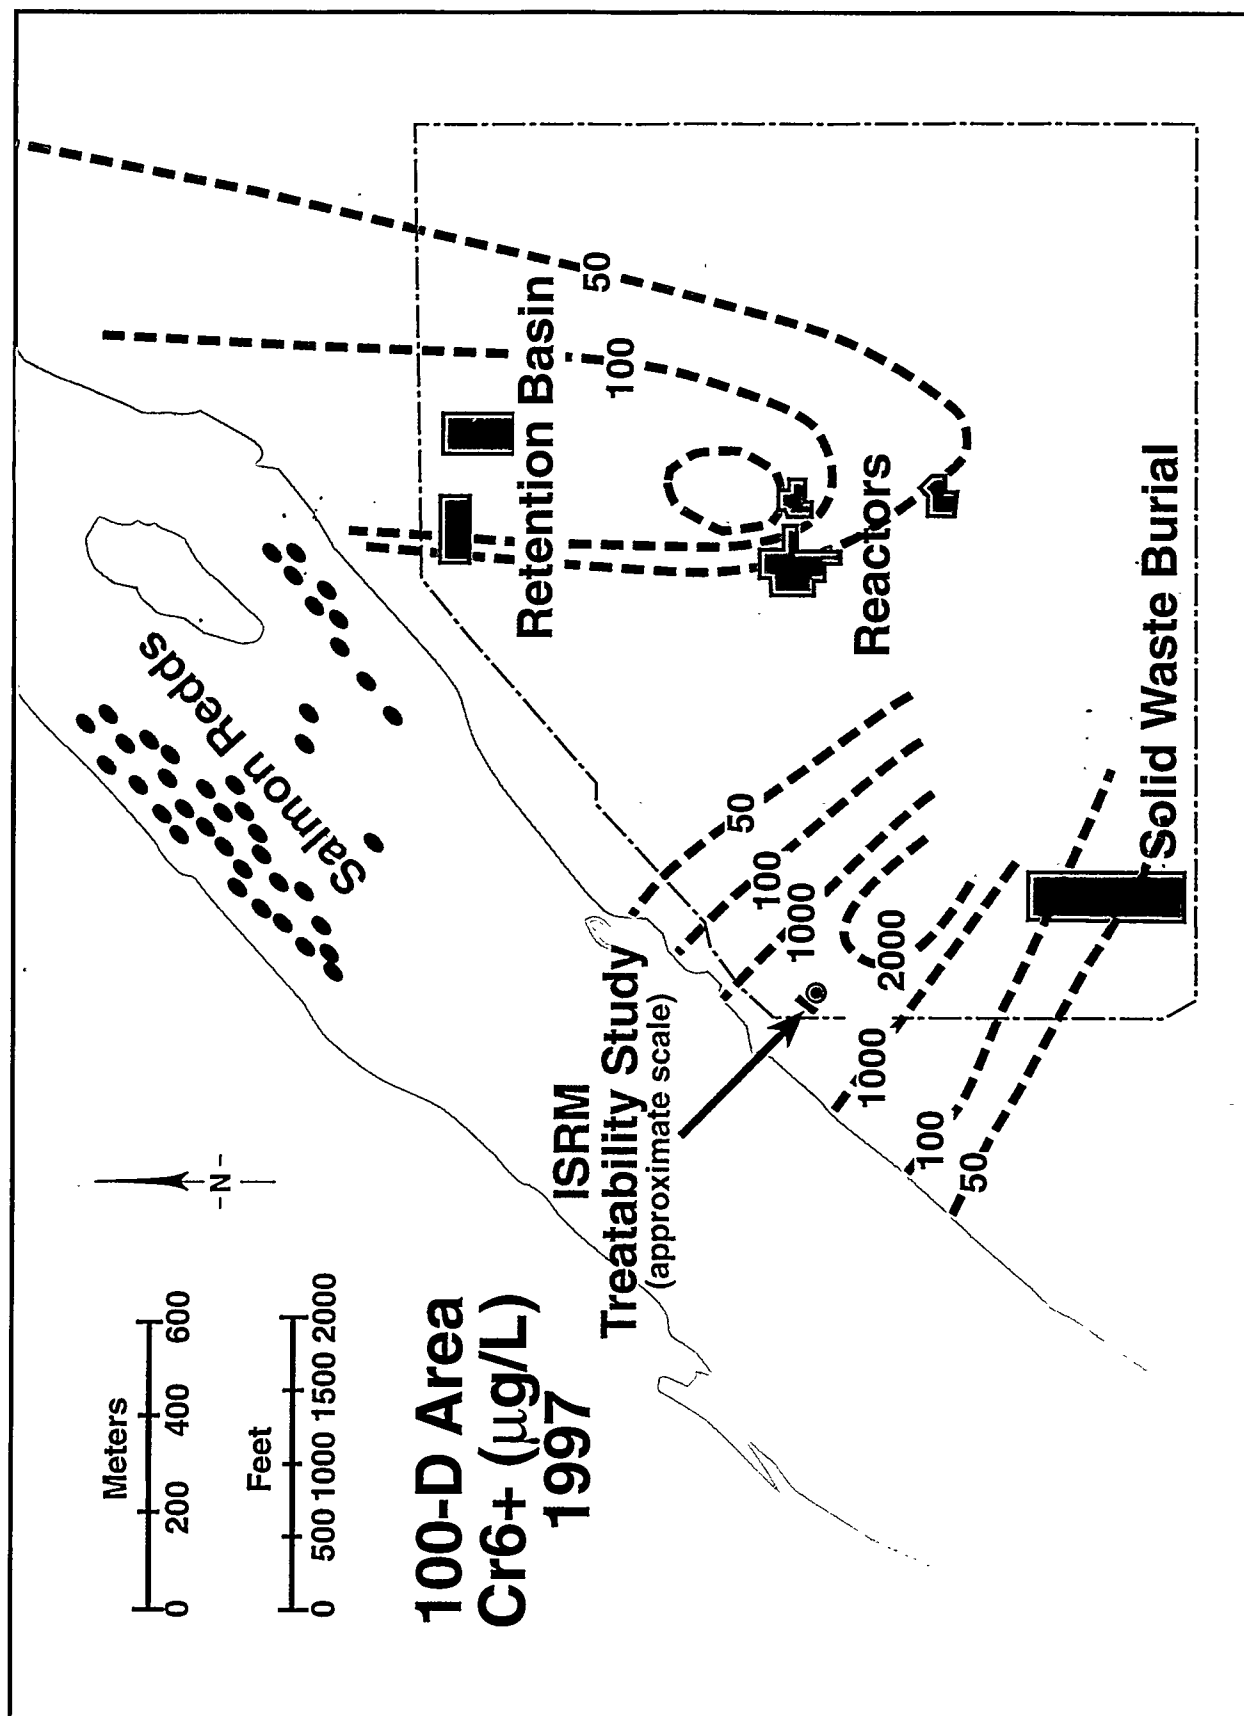 Meters
0 200 400 600
Feet
0 500 1000 1500 2000
100-D Area
Cr6+ (μg/L)
1997
-N-
ISRM
Treatability Study
(approximate scale)
Salmon Redds
Retention Basin
Reactors
Solid Waste Burial
50
100
50
100
1000
2000
1000
100
50